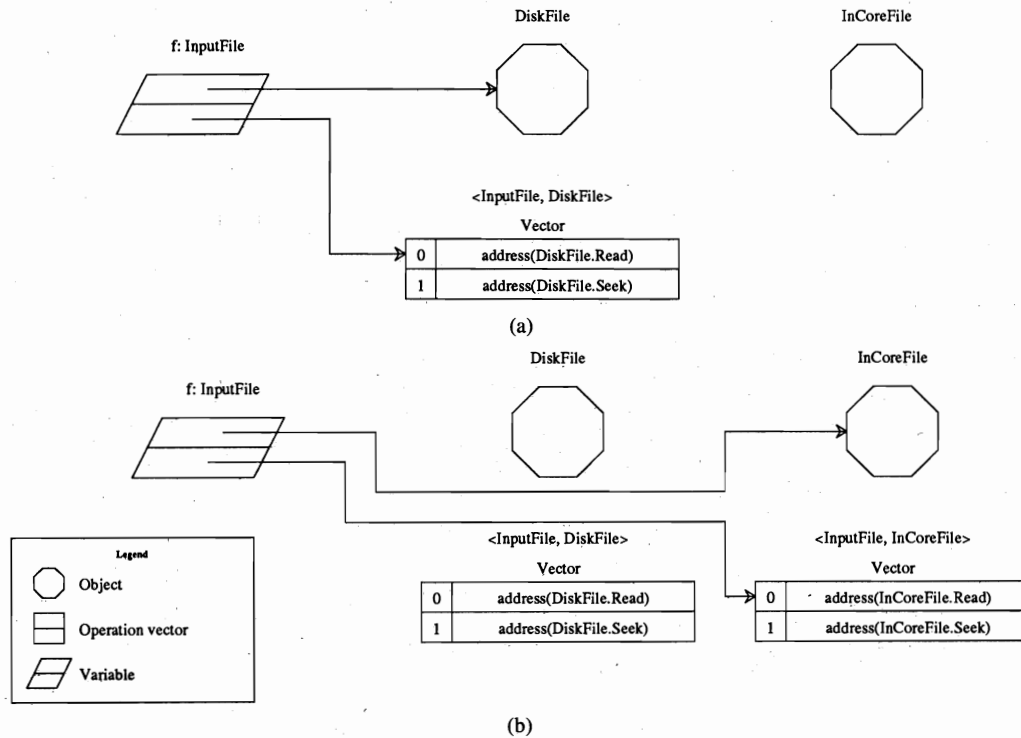 DiskFile
InCoreFile
f: InputFile
<InputFile, DiskFile>
Vector
0 address(DiskFile.Read)
1 address(DiskFile.Seek)
(a)
DiskFile
InCoreFile
f: InputFile
<InputFile, DiskFile>
<InputFile, InCoreFile>
Vector
Vector
0 address(DiskFile.Read)
0 address(InCoreFile.Read)
1 address(DiskFile.Seek)
1 address(InCoreFile.Seek)
Legend
Object
Operation vector
Variable
(b)